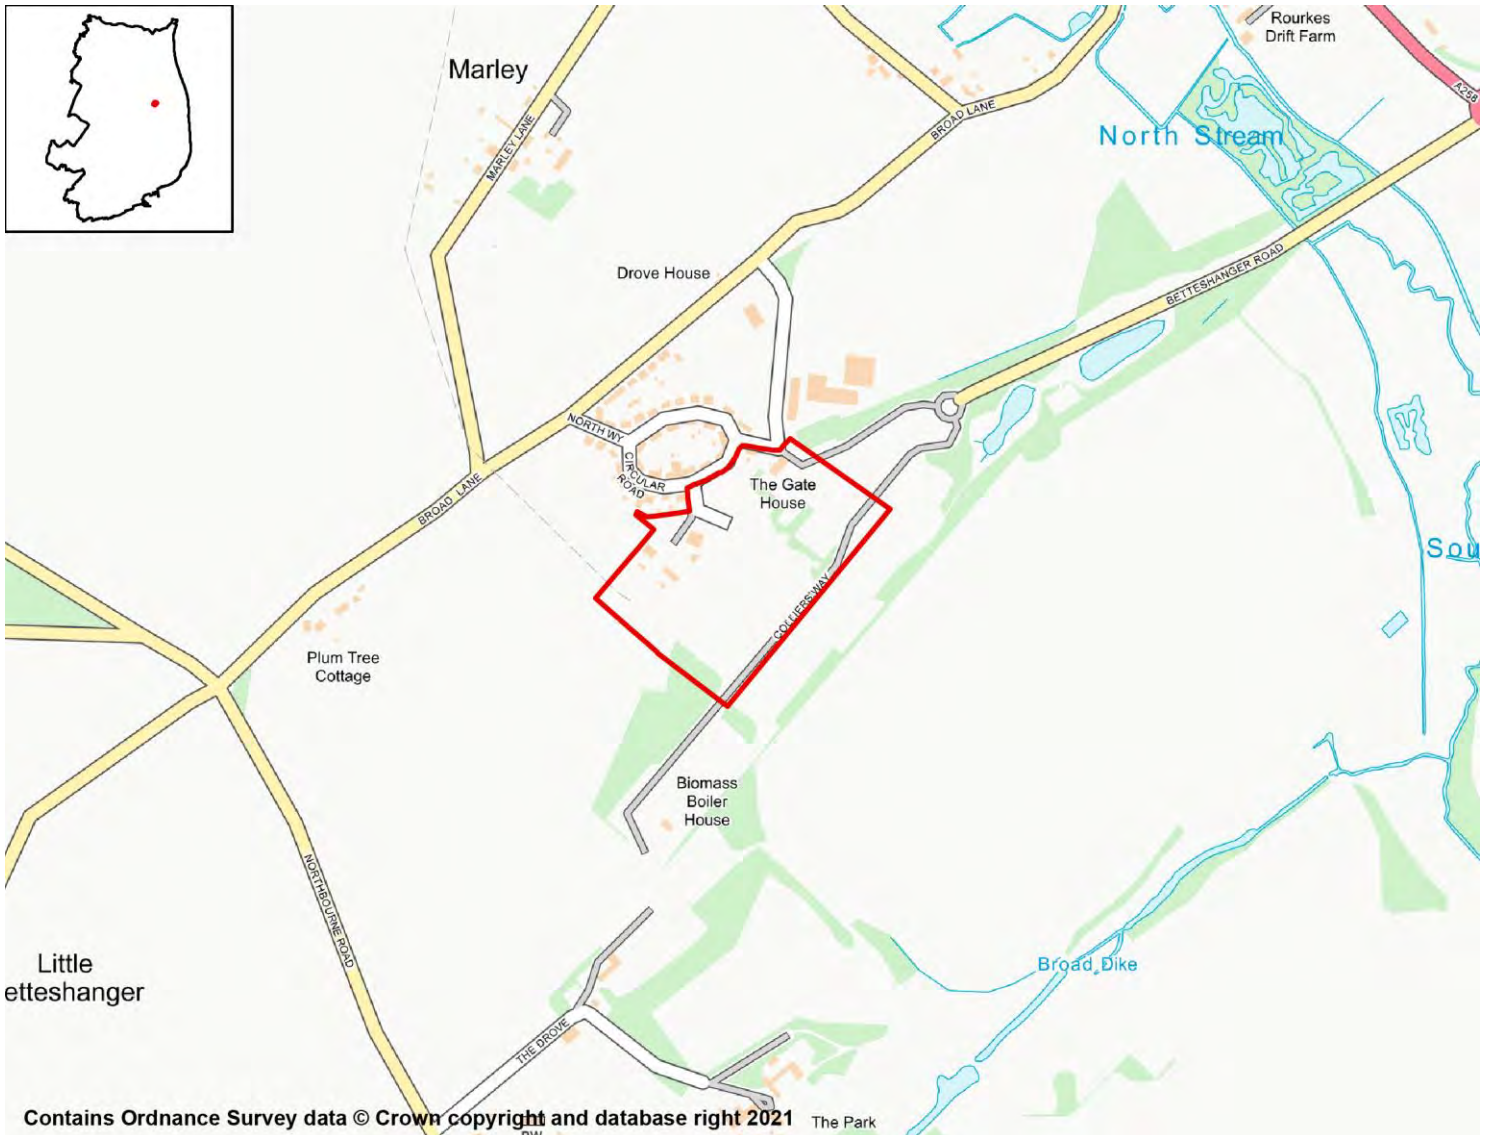 Rourkes
Drift Farm
Marley
A258
BROAD LANE
North Stream
MARLEY LANE
Drove House
BETTESHANGER ROAD
NORTH WY
CIRCULAR
ROAD
BROAD LANE
The Gate
House
Sou
COLLIERS WAY
Plum Tree
Cottage
Biomass
Boiler
House
NORTHBOURNE ROAD
Little
etteshanger
Broad Dike
THE DROVE
Contains Ordnance Survey data © Crown copyright and database right 2021
The Park